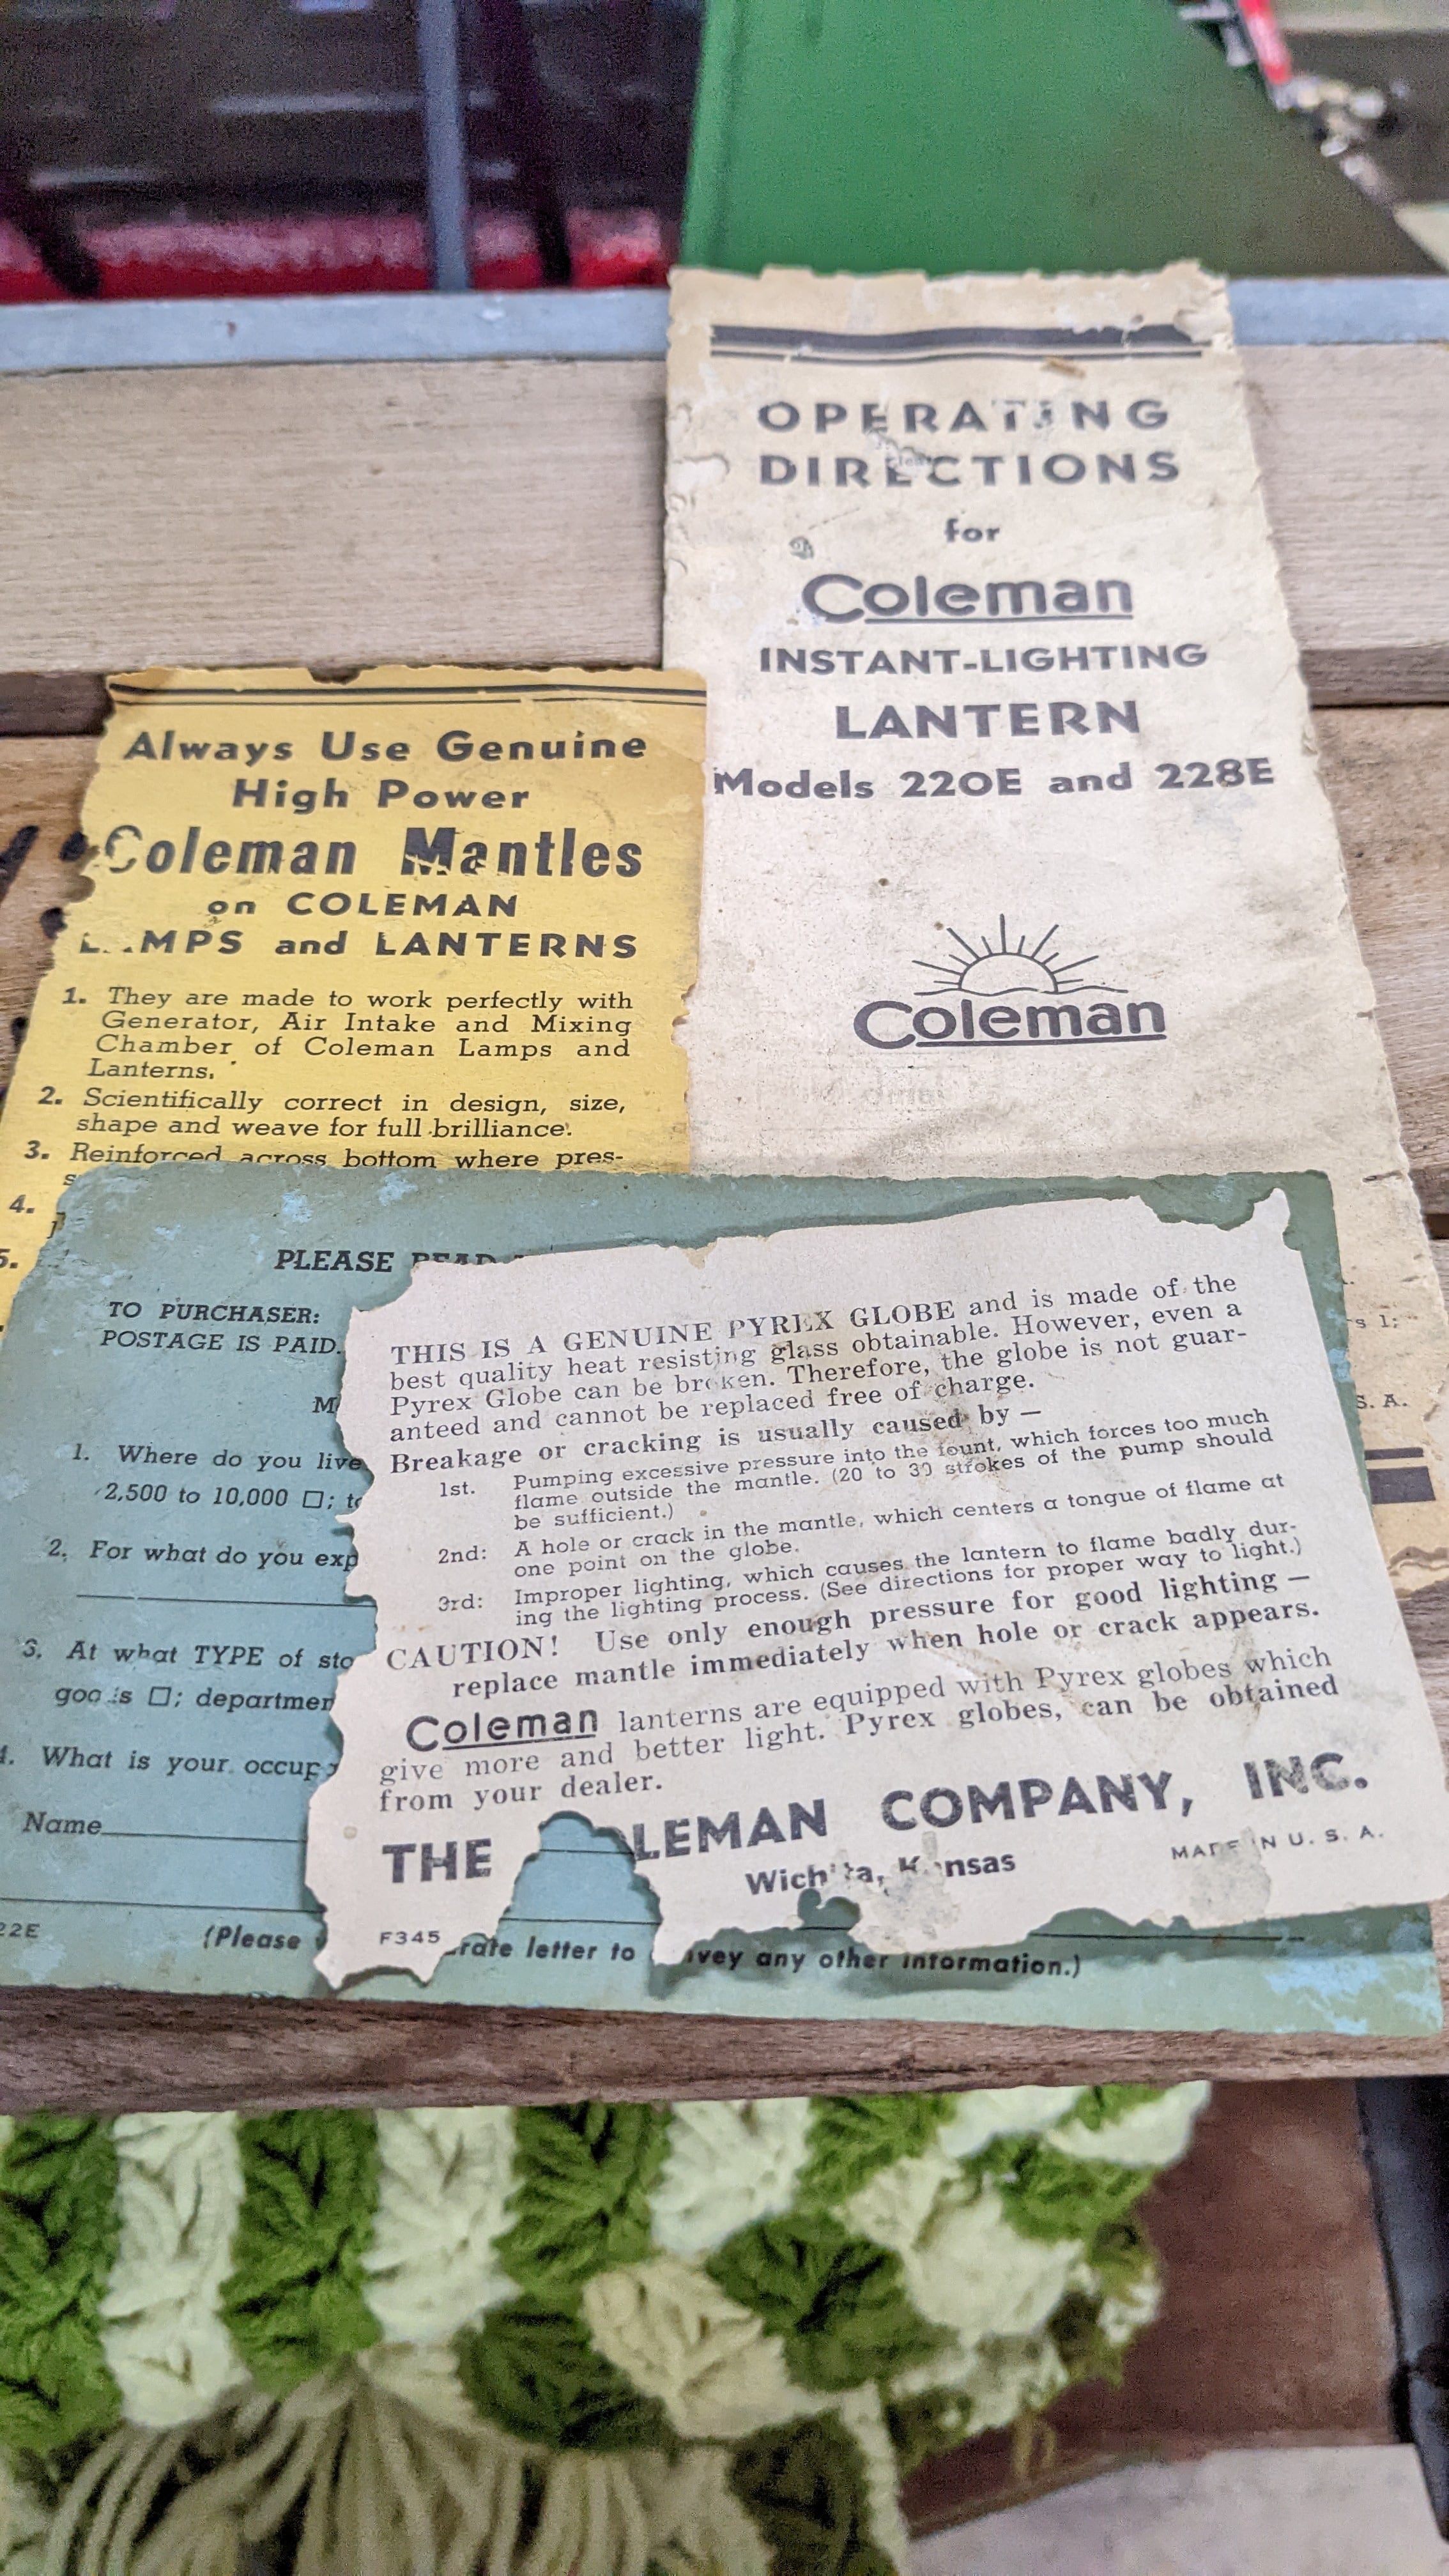 OPERATING
DIRECTIONS
for
Coleman
INSTANT-LIGHTING
LANTERN
Models 220E and 228E
Coleman
S. A.
Always Use Genuine
High Power
Coleman Mantles
on COLEMAN
LAMPS and LANTERNS
1. They are made to work perfectly with
Generator, Air Intake and Mixing
Chamber of Coleman Lamps and
Lanterns.
2. Scientifically correct in design, size,
shape and weave for full brilliance.
3. Reinforced across bottom where pres-
4.
5.
PLEASE READ
TO PURCHASER:
POSTAGE IS PAID.
1. Where do you live
2,500 to 10,000 ☐;
2. For what do you exp
3. At what TYPE of sto
goods ☐; departmen
4. What is your occup
Name
22E
(Please
rate letter to
vey any other information.)
THIS IS A GENUINE PYREX GLOBE and is made of the
best quality heat resisting glass obtainable. However, even a
Pyrex Globe can be broken. Therefore, the globe is not guar-
anteed and cannot be replaced free of charge.
Breakage or cracking is usually caused by —
1st. Pumping excessive pressure into the fount, which forces too much
flame outside the mantle. (20 to 30 strokes of the pump should
be sufficient.)
2nd: A hole or crack in the mantle, which centers a tongue of flame at
one point on the globe.
3rd: Improper lighting, which causes the lantern to flame badly dur-
ing the lighting process. (See directions for proper way to light.)
CAUTION! Use only enough pressure for good lighting —
replace mantle immediately when hole or crack appears.
Coleman lanterns are equipped with Pyrex globes which
give more and better light. Pyrex globes, can be obtained
from your dealer.
THE COLEMAN COMPANY, INC.
Wichita, Kansas
MADE IN U. S. A.
F345